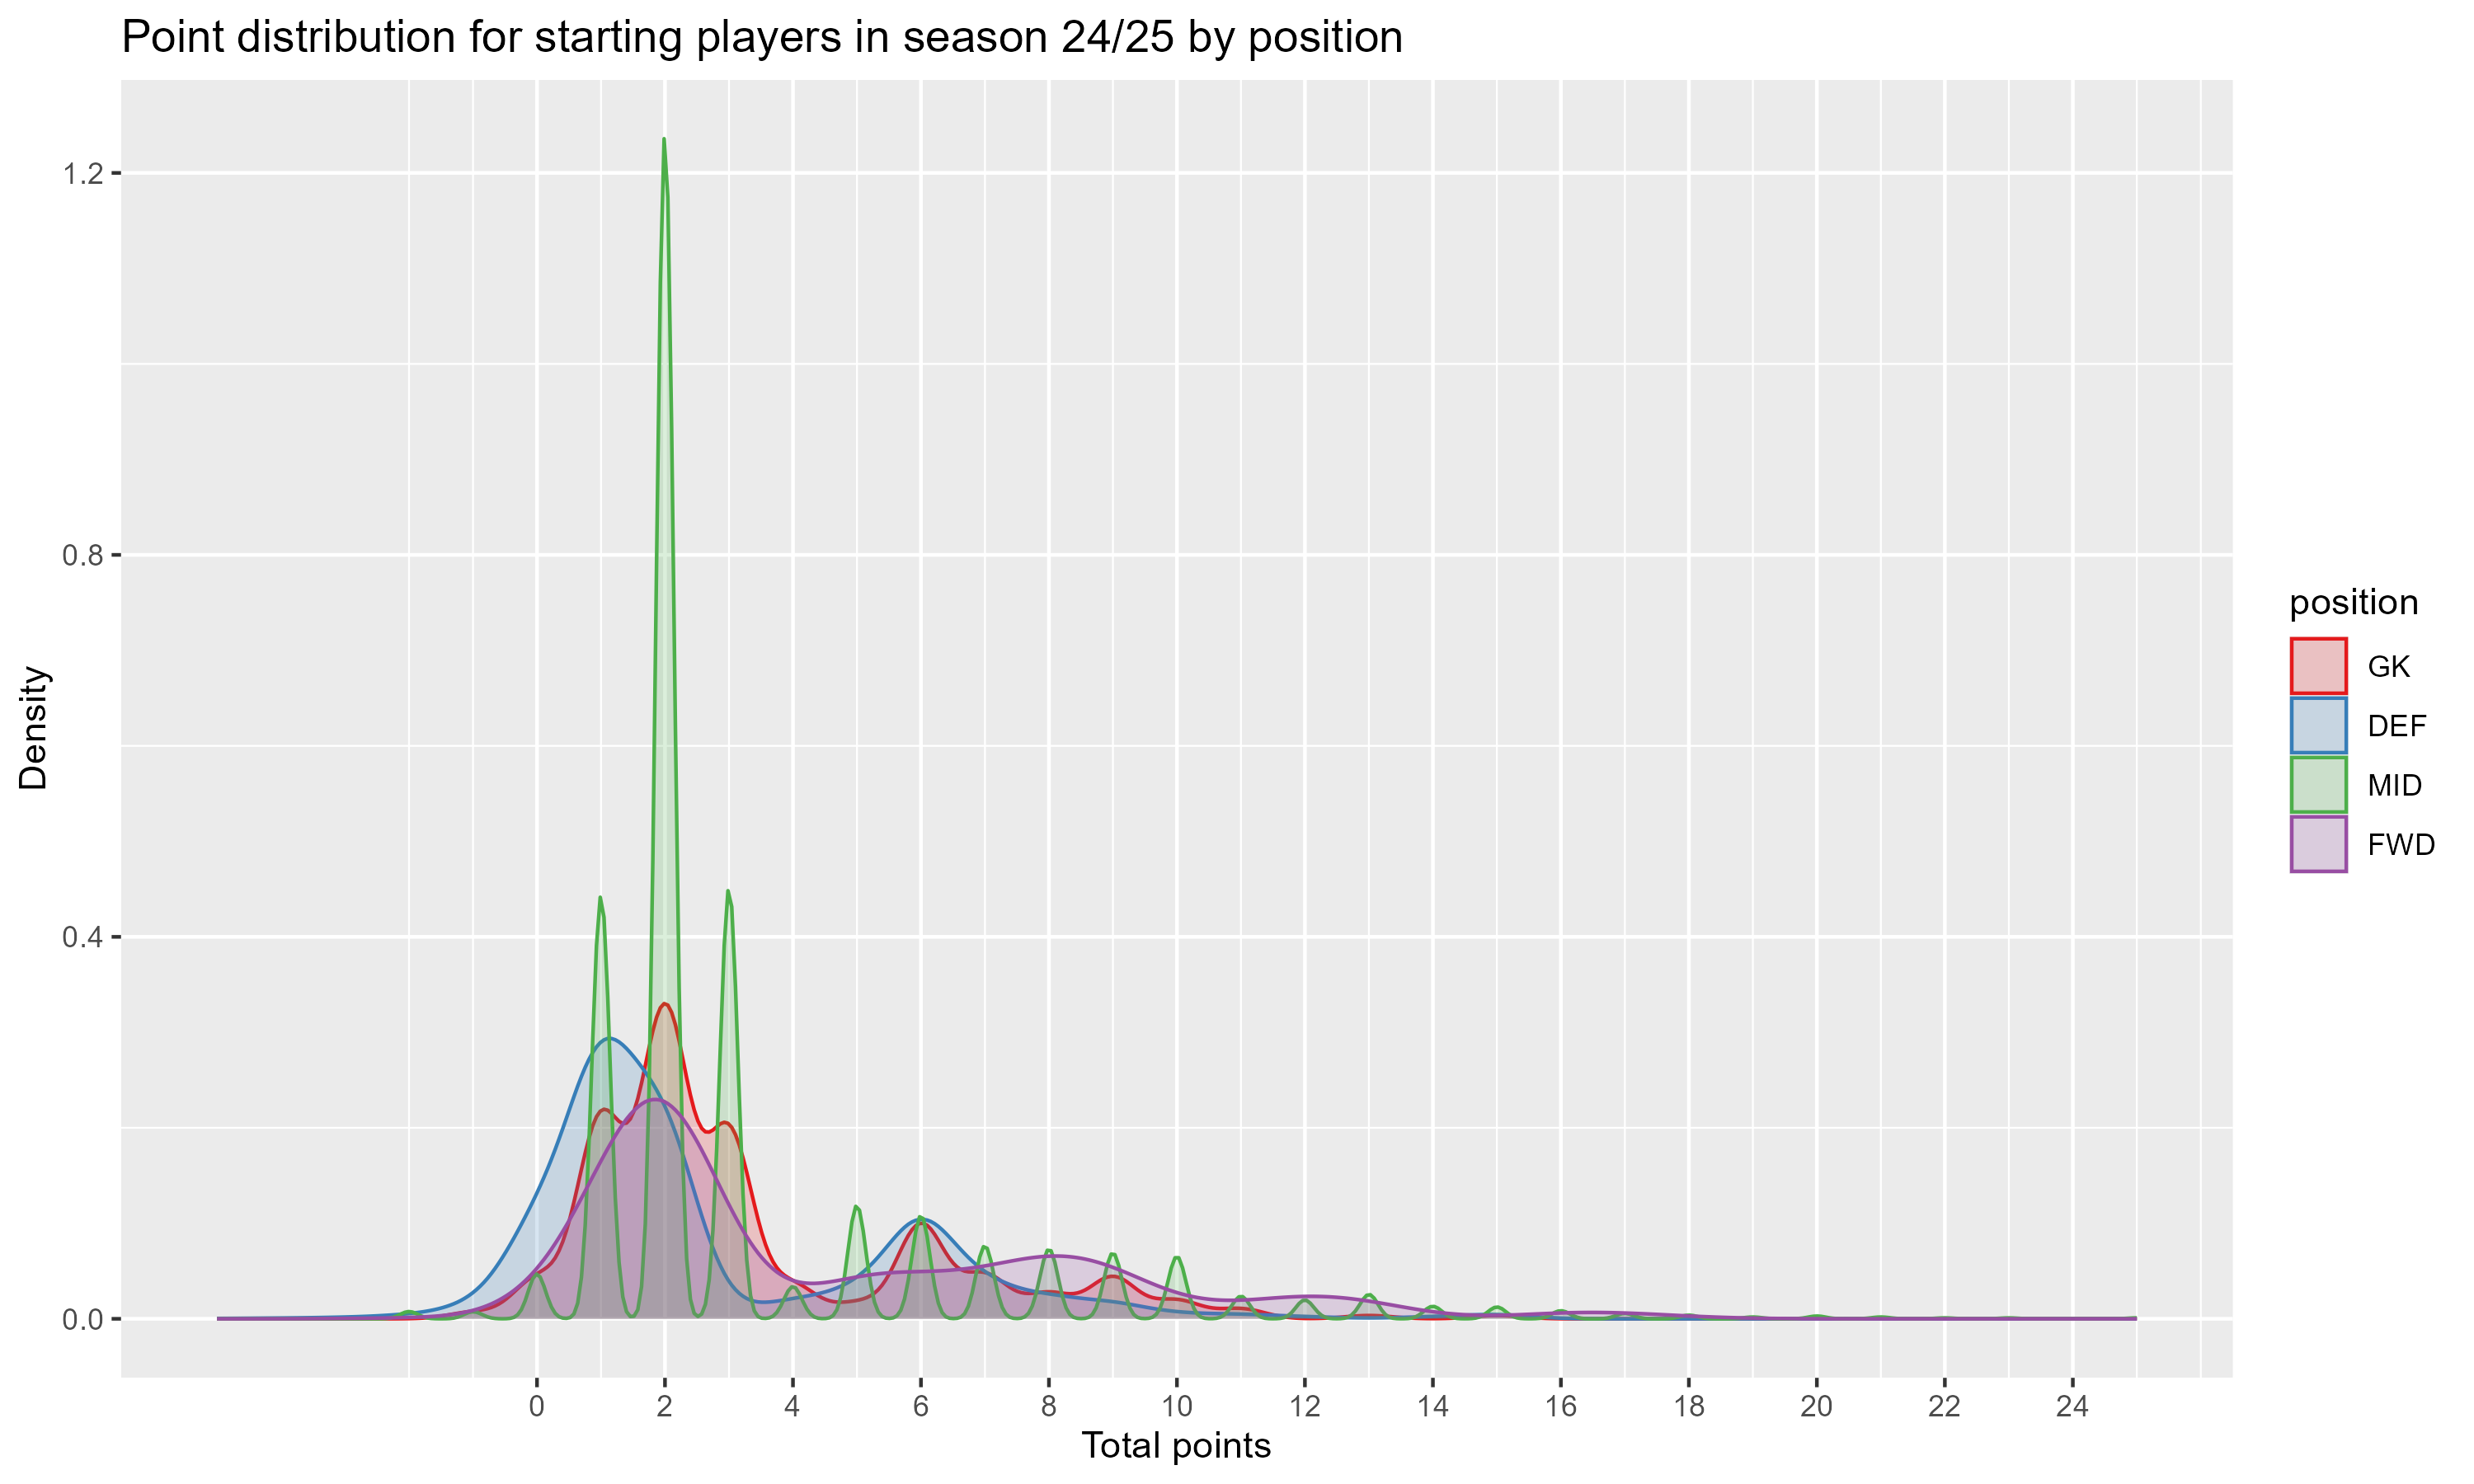 Point distribution for starting players in season 24/25 by position
1.2
0.8
0.4
0.0
Density
0 2 4 6 8 10 12 14 16 18 20 22 24
Total points
position
GK
DEF
MID
FWD